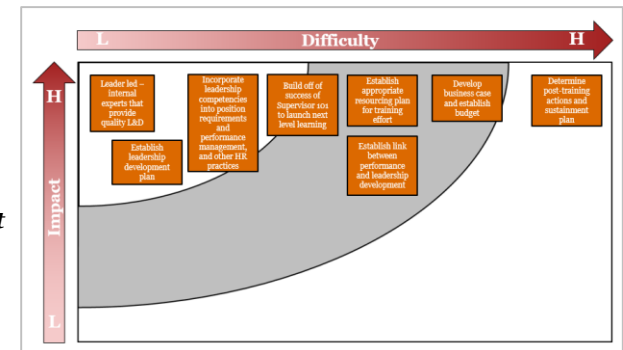 L Difficulty H
H
Impact
L
Leader led –
internal
experts that
provide
quality L&D
Establish
leadership
development
plan
Incorporate
leadership
competencies
into position
requirements
and
performance
management,
and other HR
practices
Build off of
success of
Supervisor 101
to launch next
level learning
Establish
appropriate
resourcing plan
for training
effort
Establish link
between
performance
and leadership
development
Develop
business case
and establish
budget
Determine
post-training
actions and
sustainment
plan